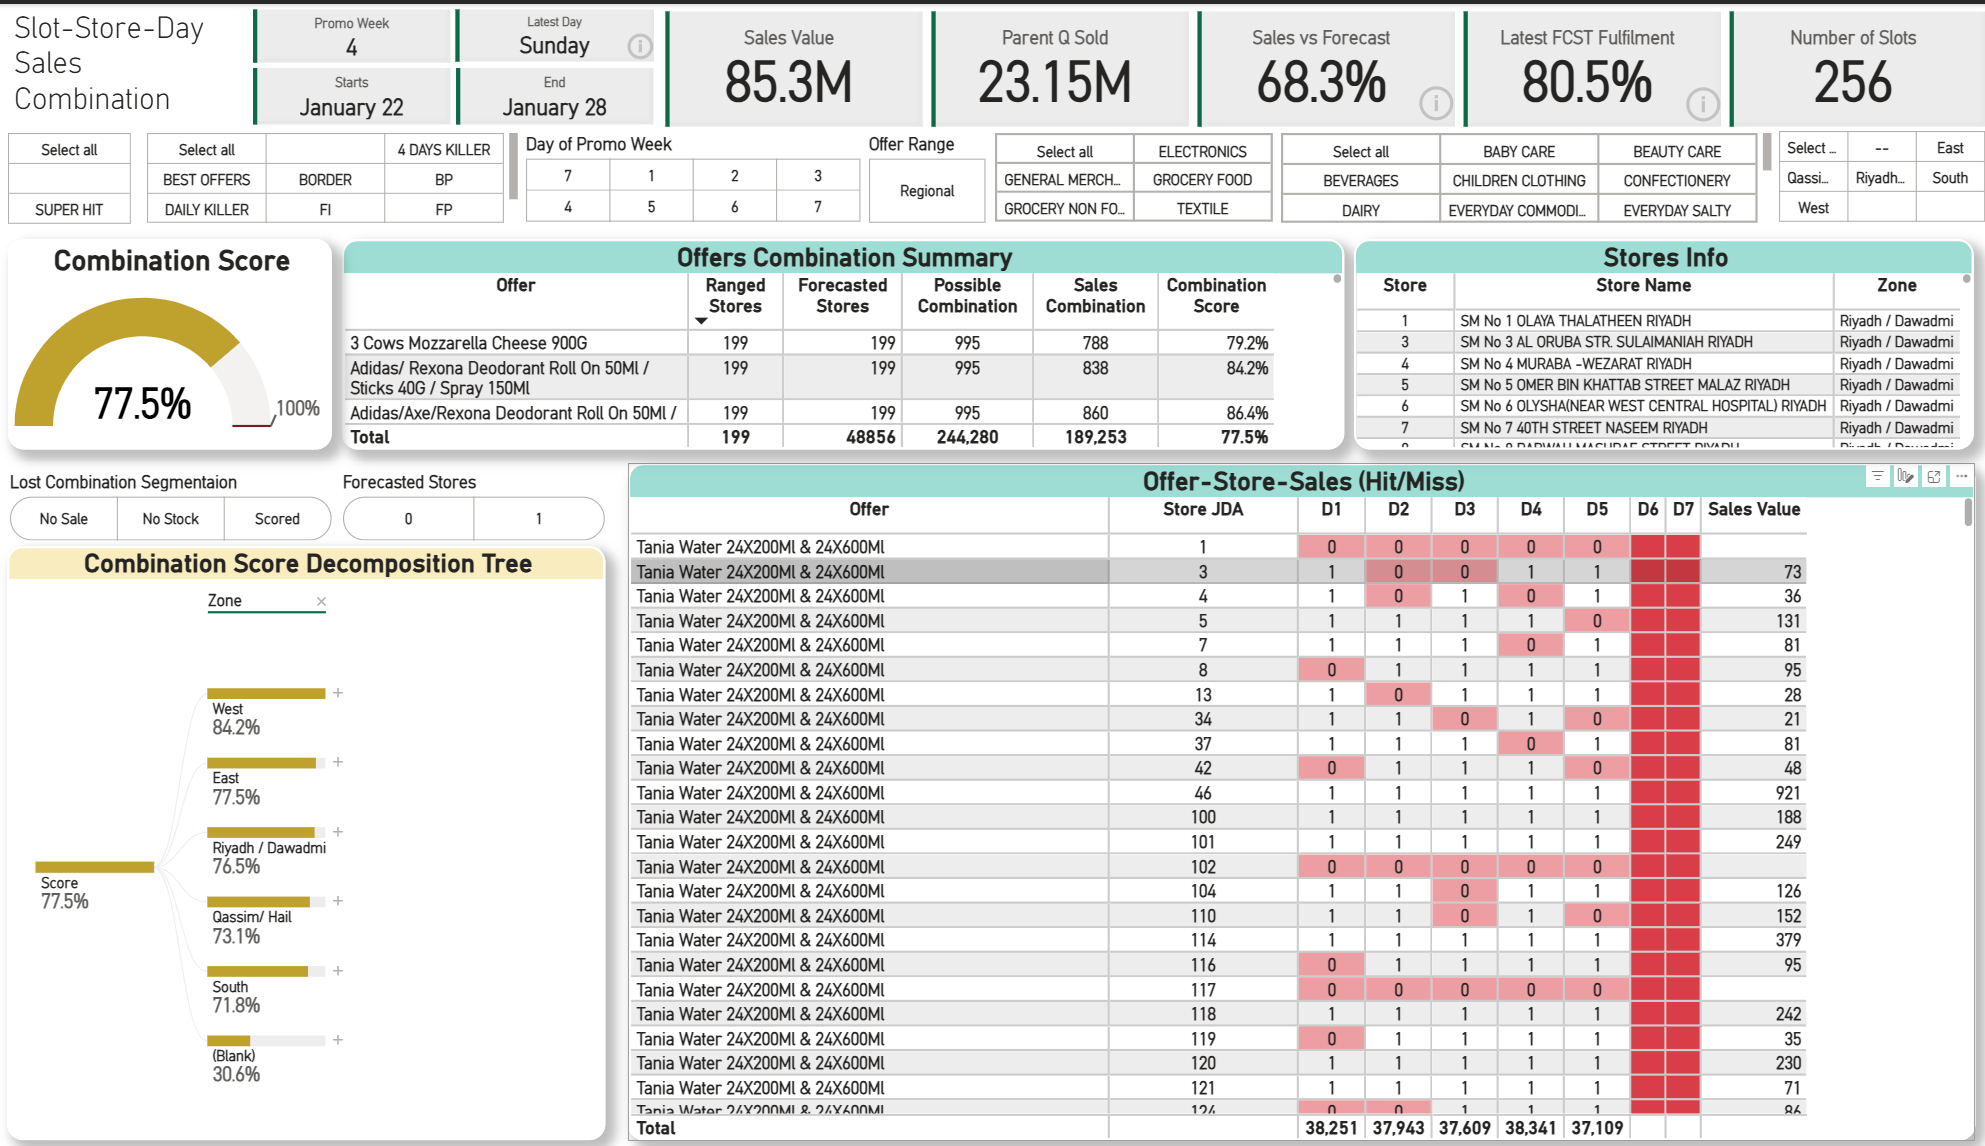 Slot-Store-Day
Sales
Combination
Promo Week
4
Latest Day
Sunday
Starts
January 22
End
January 28
Sales Value
85.3M
Parent Q Sold
23.15M
Sales vs Forecast
68.3%
Latest FCST Fulfilment
80.5%
Number of Slots
256
Select all
SUPER HIT
Select all 4 DAYS KILLER
BEST OFFERS BORDER BP
DAILY KILLER FI FP
Day of Promo Week
7 1 2 3
4 5 6 7
Offer Range
Regional
Select all ELECTRONICS
GENERAL MERCH... GROCERY FOOD
GROCERY NON FO... TEXTILE
Select all BABY CARE BEAUTY CARE
BEVERAGES CHILDREN CLOTHING CONFECTIONERY
DAIRY EVERYDAY COMMODI... EVERYDAY SALTY
Select ... -- East
Qassi... Riyadh... South
West
Combination Score
77.5%
100%
Offers Combination Summary
Offer Ranged Stores Forecasted Stores Possible Combination Sales Combination Combination Score
3 Cows Mozzarella Cheese 900G 199 199 995 788 79.2%
Adidas/ Rexona Deodorant Roll On 50Ml / 199 199 995 838 84.2%
Sticks 40G / Spray 150Ml
Adidas/Axe/Rexona Deodorant Roll On 50Ml / 199 199 995 860 86.4%
Total 199 48856 244,280 189,253 77.5%
Stores Info
Store Store Name Zone
1 SM No 1 OLAYA THALATHEEN RIYADH Riyadh / Dawadmi
3 SM No 3 AL ORUBA STR. SULAIMANIAH RIYADH Riyadh / Dawadmi
4 SM No 4 MURABA -WEZARAT RIYADH Riyadh / Dawadmi
5 SM No 5 OMER BIN KHATTAB STREET MALAZ RIYADH Riyadh / Dawadmi
6 SM No 6 OLYSHA(NEAR WEST CENTRAL HOSPITAL) RIYADH Riyadh / Dawadmi
7 SM No 7 40TH STREET NASEEM RIYADH Riyadh / Dawadmi
Lost Combination Segmentaion
No Sale No Stock Scored
Forecasted Stores
0 1
Combination Score Decomposition Tree
Zone ×
West
84.2%
East
77.5%
Riyadh / Dawadmi
76.5%
Score
77.5%
Qassim/ Hail
73.1%
South
71.8%
(Blank)
30.6%
Offer-Store-Sales (Hit/Miss)
Offer Store JDA D1 D2 D3 D4 D5 D6 D7 Sales Value
Tania Water 24X200Ml & 24X600Ml 1 0 0 0 0 0
Tania Water 24X200Ml & 24X600Ml 3 1 0 0 1 1 73
Tania Water 24X200Ml & 24X600Ml 4 1 0 1 0 1 36
Tania Water 24X200Ml & 24X600Ml 5 1 1 1 1 0 131
Tania Water 24X200Ml & 24X600Ml 7 1 1 1 0 1 81
Tania Water 24X200Ml & 24X600Ml 8 0 1 1 1 1 95
Tania Water 24X200Ml & 24X600Ml 13 1 0 1 1 1 28
Tania Water 24X200Ml & 24X600Ml 34 1 1 0 1 0 21
Tania Water 24X200Ml & 24X600Ml 37 1 1 1 0 1 81
Tania Water 24X200Ml & 24X600Ml 42 0 1 1 1 0 48
Tania Water 24X200Ml & 24X600Ml 46 1 1 1 1 1 921
Tania Water 24X200Ml & 24X600Ml 100 1 1 1 1 1 188
Tania Water 24X200Ml & 24X600Ml 101 1 1 1 1 1 249
Tania Water 24X200Ml & 24X600Ml 102 0 0 0 0 0
Tania Water 24X200Ml & 24X600Ml 104 1 1 0 1 1 126
Tania Water 24X200Ml & 24X600Ml 110 1 1 0 1 0 152
Tania Water 24X200Ml & 24X600Ml 114 1 1 1 1 1 379
Tania Water 24X200Ml & 24X600Ml 116 0 1 1 1 1 95
Tania Water 24X200Ml & 24X600Ml 117 0 0 0 0 0
Tania Water 24X200Ml & 24X600Ml 118 1 1 1 1 1 242
Tania Water 24X200Ml & 24X600Ml 119 0 1 1 1 1 35
Tania Water 24X200Ml & 24X600Ml 120 1 1 1 1 1 230
Tania Water 24X200Ml & 24X600Ml 121 1 1 1 1 1 71
Tania Water 24X200Ml & 24X600Ml 124 0 0 1 1 1 86
Total 38,251 37,943 37,609 38,341 37,109